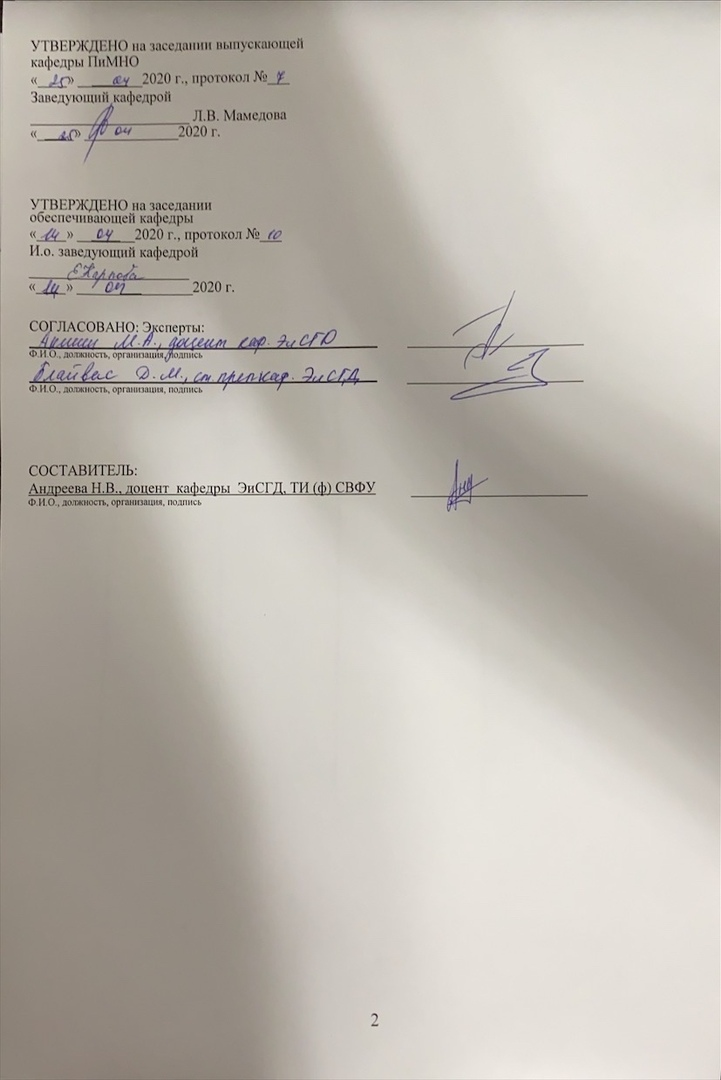 УТВЕРЖДЕНО на заседании выпускающей
кафедры ПиМНО
«25» 04 2020 г., протокол № 7
Заведующий кафедрой
Л.В. Мамедова
«25» 04 2020 г.
УТВЕРЖДЕНО на заседании
обеспечивающей кафедры
«14» 04 2020 г., протокол № 10
И.о. заведующий кафедрой
«14» 04 2020 г.
СОГЛАСОВАНО: Эксперты:
М.А., доцент каф. ЭиСГД
Ф.И.О., должность, организация, подпись
Блайвас Д.М., ст. преп каф. ЭиСГД
Ф.И.О., должность, организация, подпись
СОСТАВИТЕЛЬ:
Андреева Н.В., доцент кафедры ЭиСГД, ТИ (ф) СВФУ
Ф.И.О., должность, организация, подпись
2